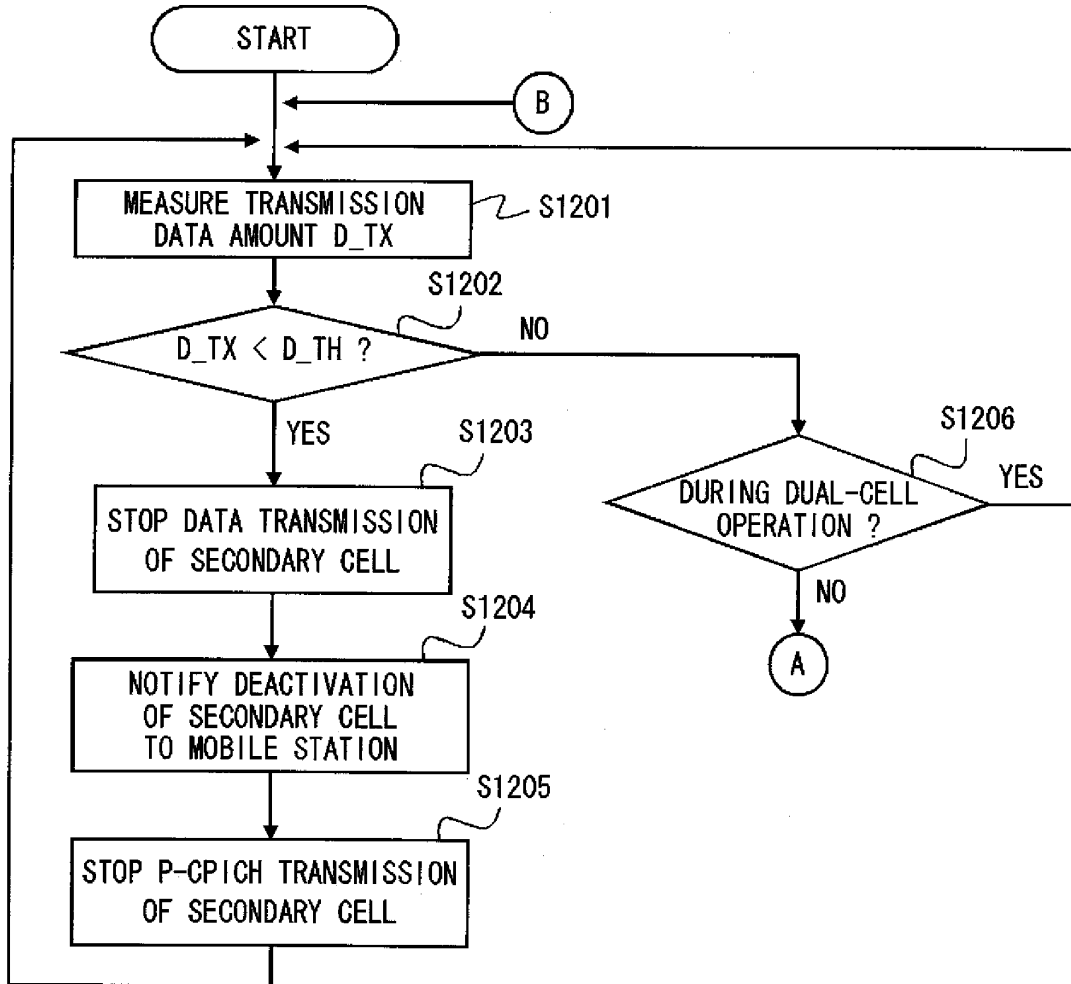 START
B
MEASURE TRANSMISSION
DATA AMOUNT D_TX
S1201
S1202
D_TX < D_TH ?
NO
YES
S1203
STOP DATA TRANSMISSION
OF SECONDARY CELL
S1204
NOTIFY DEACTIVATION
OF SECONDARY CELL
TO MOBILE STATION
S1205
STOP P-CPICH TRANSMISSION
OF SECONDARY CELL
S1206
DURING DUAL-CELL
OPERATION ?
YES
NO
A